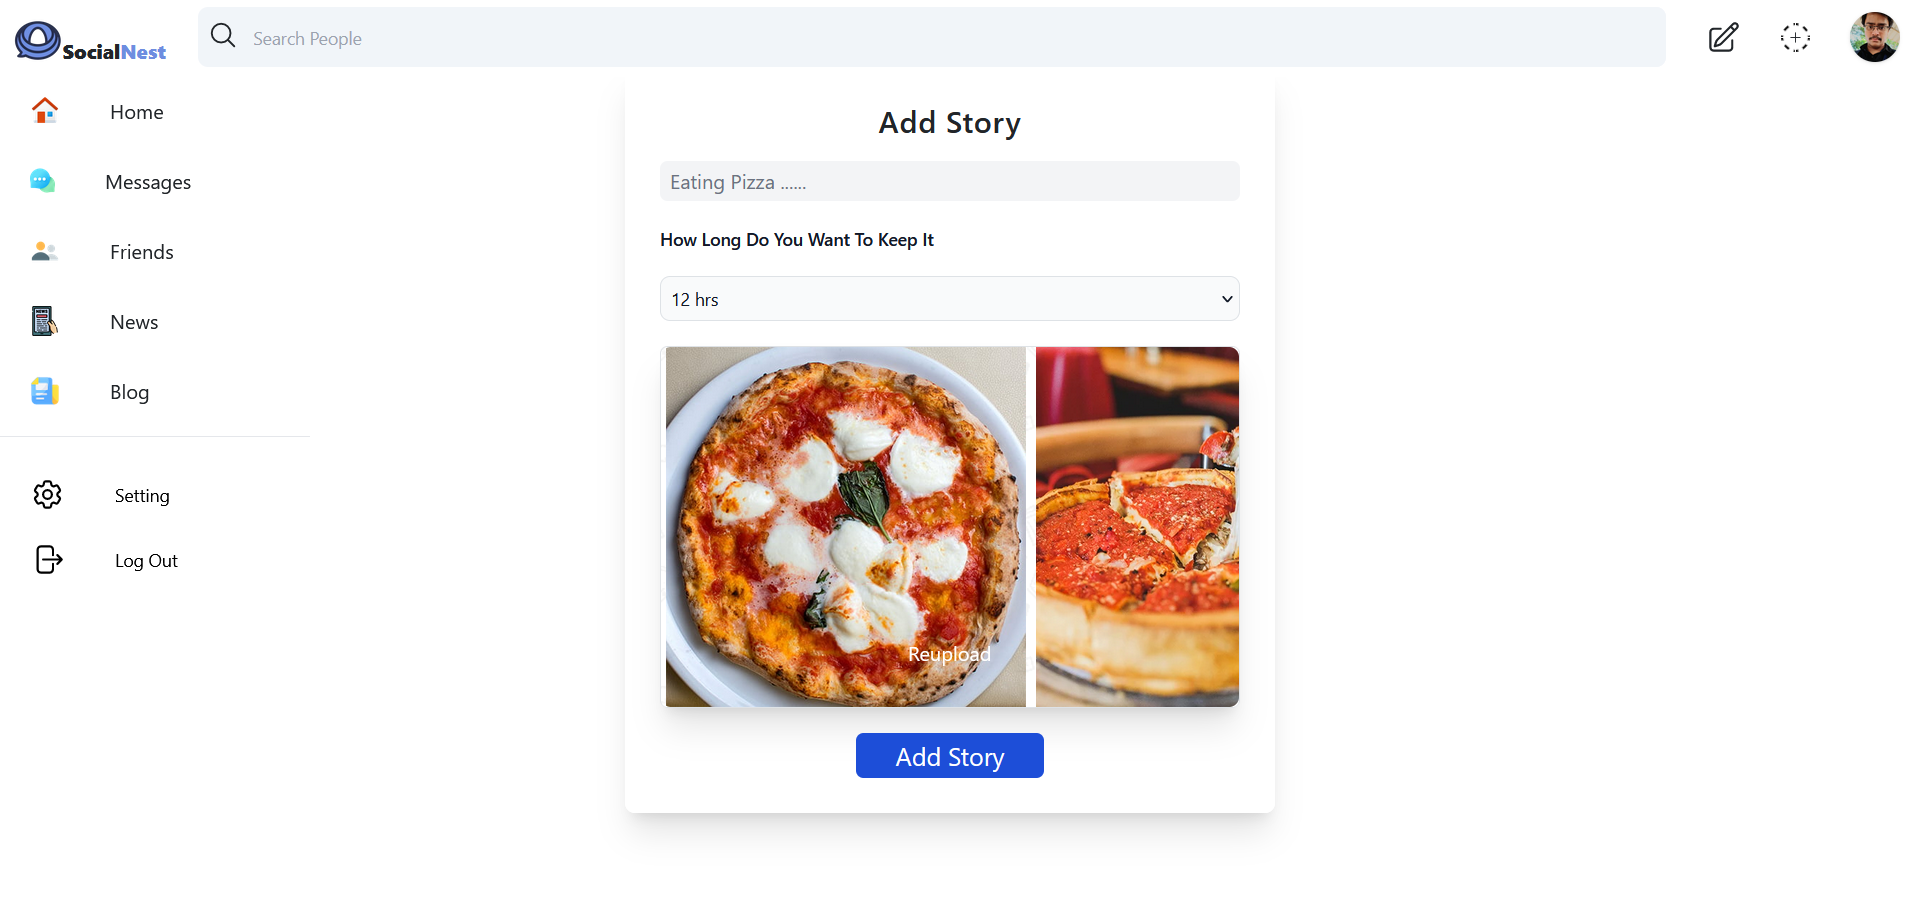 SocialNest
Search People
Home
Messages
Friends
News
Blog
Setting
Log Out
Add Story
Eating Pizza ......
How Long Do You Want To Keep It
12 hrs
Reupload
Add Story